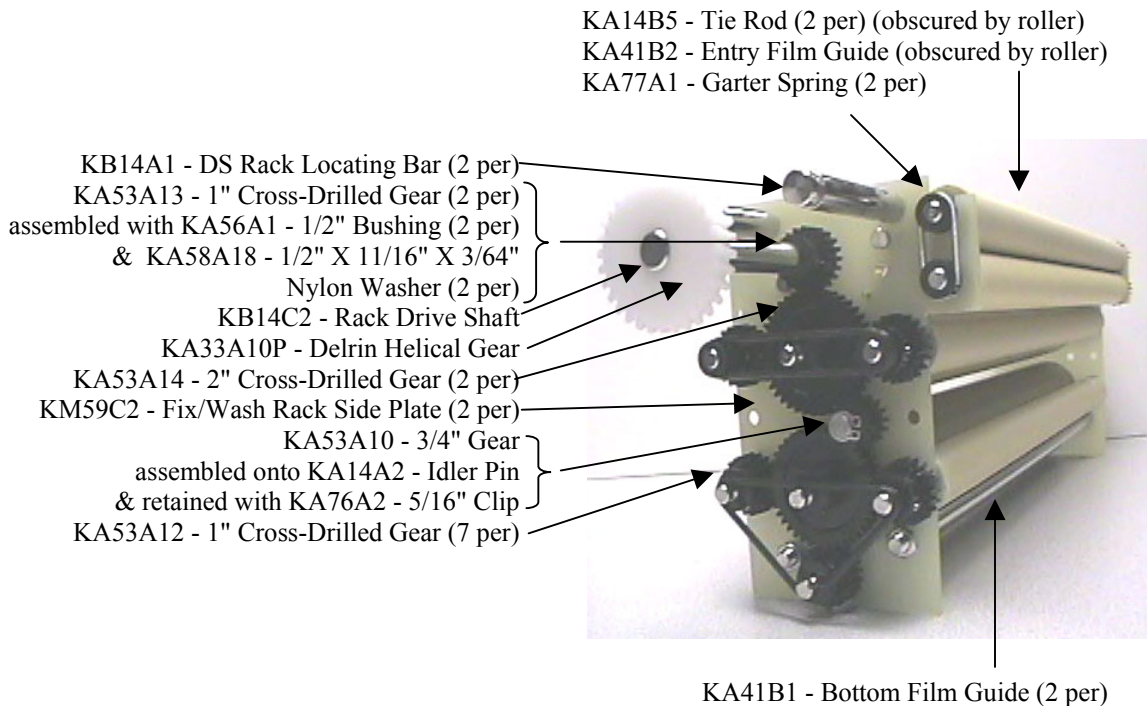 KA14B5 - Tie Rod (2 per) (obscured by roller)
KA41B2 - Entry Film Guide (obscured by roller)
KA77A1 - Garter Spring (2 per)
KB14A1 - DS Rack Locating Bar (2 per)
KA53A13 - 1" Cross-Drilled Gear (2 per)
assembled with KA56A1 - 1/2" Bushing (2 per)
& KA58A18 - 1/2" X 11/16" X 3/64"
Nylon Washer (2 per)
KB14C2 - Rack Drive Shaft
KA33A10P - Delrin Helical Gear
KA53A14 - 2" Cross-Drilled Gear (2 per)
KM59C2 - Fix/Wash Rack Side Plate (2 per)
KA53A10 - 3/4" Gear
assembled onto KA14A2 - Idler Pin
& retained with KA76A2 - 5/16" Clip
KA53A12 - 1" Cross-Drilled Gear (7 per)
KA41B1 - Bottom Film Guide (2 per)